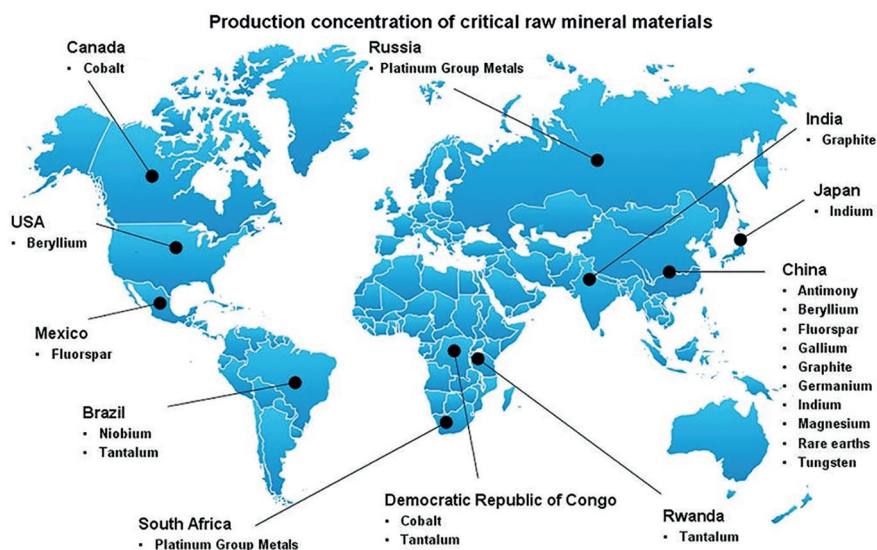 Production concentration of critical raw mineral materials
Canada
▪ Cobalt
Russia
▪ Platinum Group Metals
India
▪ Graphite
Japan
▪ Indium
USA
▪ Beryllium
China
▪ Antimony
▪ Beryllium
▪ Fluorspar
▪ Gallium
▪ Graphite
▪ Germanium
▪ Indium
▪ Magnesium
▪ Rare earths
▪ Tungsten
Mexico
▪ Fluorspar
Brazil
▪ Niobium
▪ Tantalum
South Africa
▪ Platinum Group Metals
Democratic Republic of Congo
▪ Cobalt
▪ Tantalum
Rwanda
▪ Tantalum